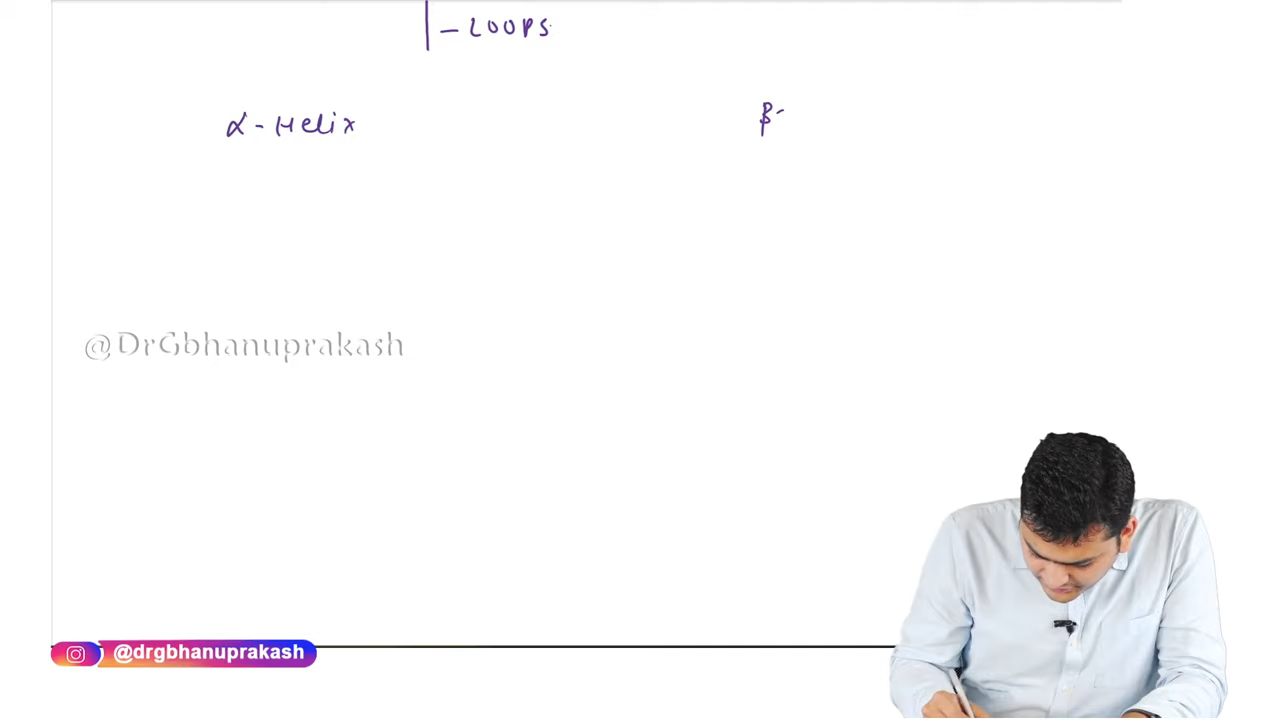 - LOOPS
α - Helix
β-
@DrGbhanuprakash
@drgbhanuprakash